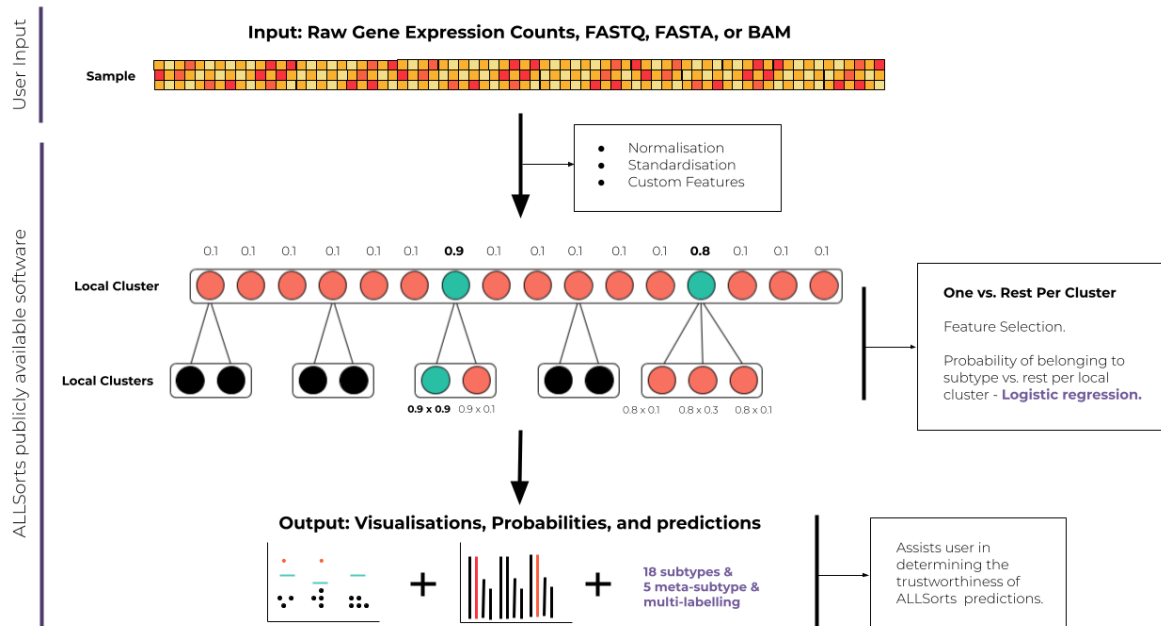 User Input
Input: Raw Gene Expression Counts, FASTQ, FASTA, or BAM
Sample
ALLSorts publicly available software
● Normalisation
● Standardisation
● Custom Features
0.1 0.1 0.1 0.1 0.1 0.9 0.1 0.1 0.1 0.1 0.8 0.1 0.1 0.1
Local Cluster
Local Clusters
0.9 x 0.9 0.9 x 0.1 0.8 x 0.1 0.8 x 0.3 0.8 x 0.1
One vs. Rest Per Cluster
Feature Selection.
Probability of belonging to
subtype vs. rest per local
cluster - Logistic regression.
Output: Visualisations, Probabilities, and predictions
+ +
18 subtypes &
5 meta-subtype &
multi-labelling
Assists user in
determining the
trustworthiness of
ALLSorts predictions.